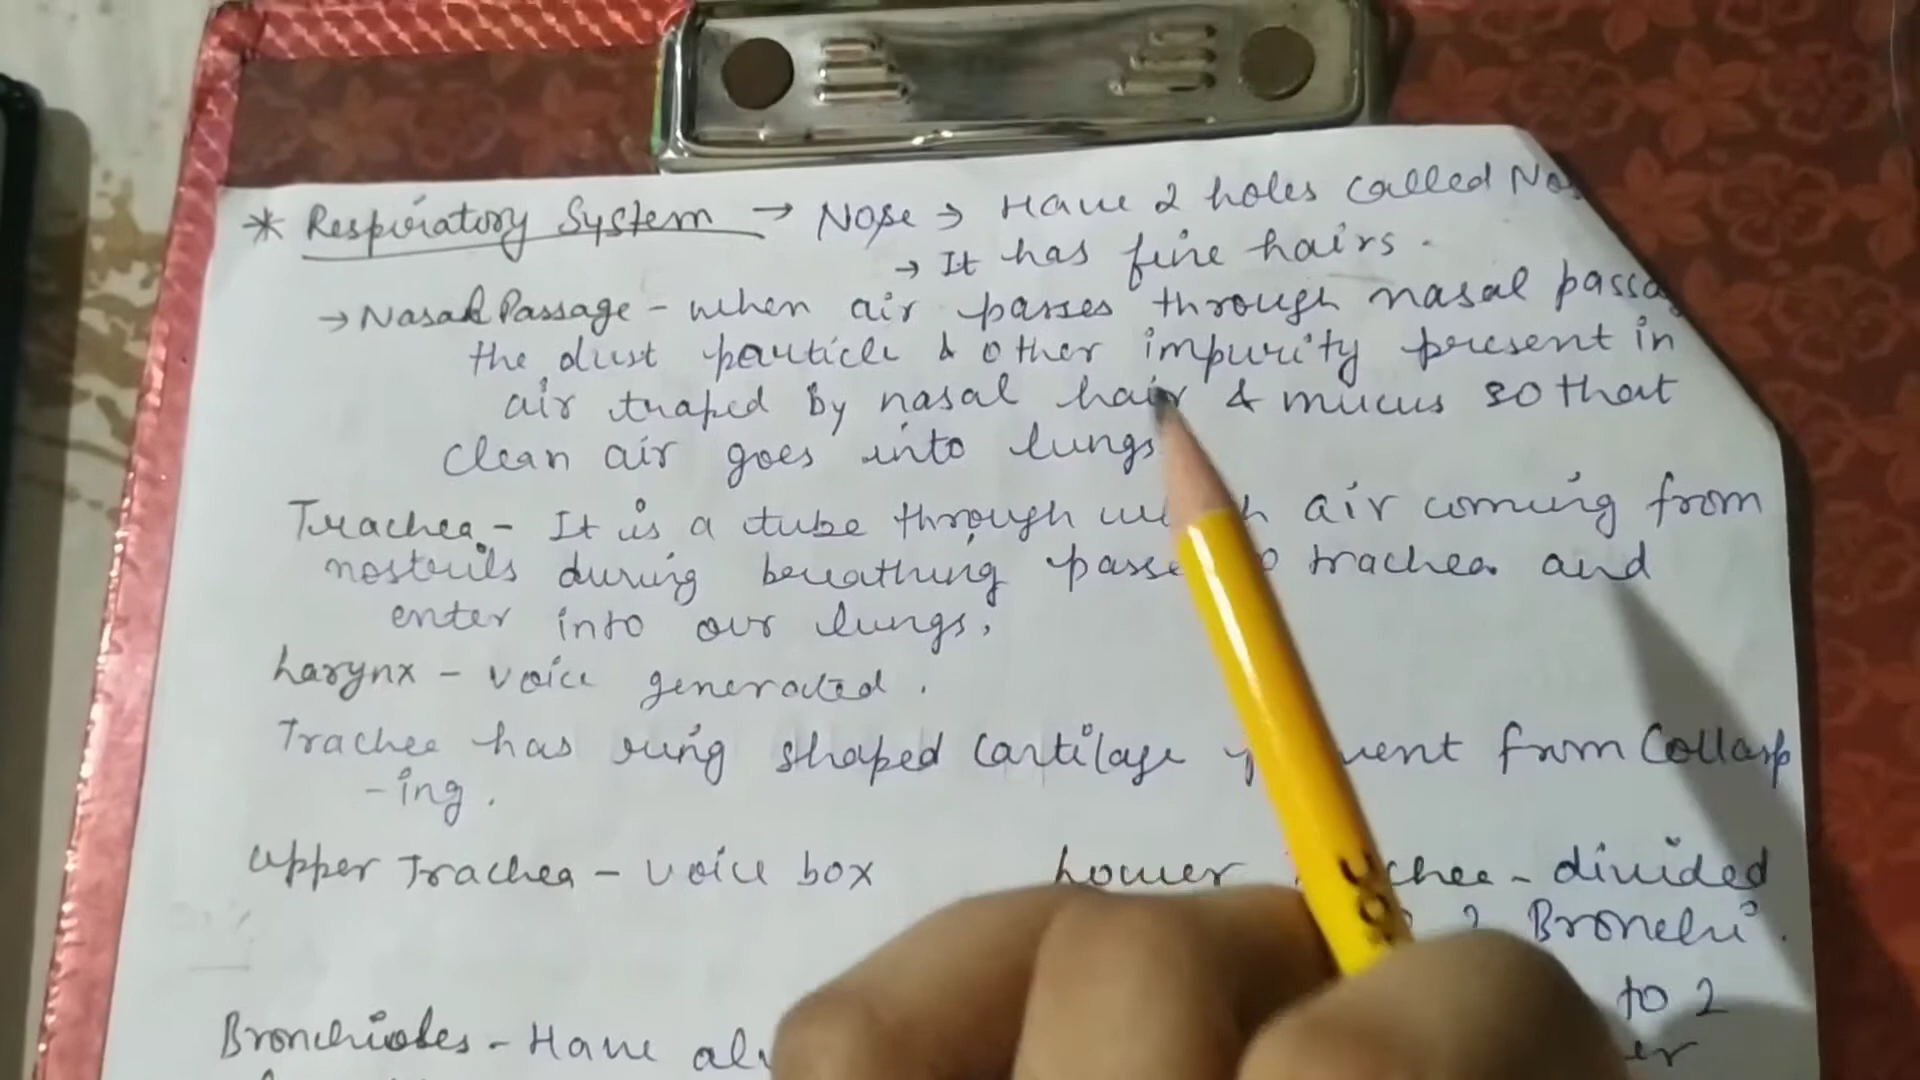 * Respiratory System → Nose → Have 2 holes called
→ It has fine hairs.
→ Nasal Passage - when air passes through nasal
the dust particle & other impurity present in
air traped by nasal hair & mucus so that
clean air goes into lungs
Trachea - It is a tube through air coming from
nostrils during breathing trachea and
enter into our lungs.
Larynx - voice generated.
Trachea has ring shaped cartilage from Collasp
-ing.
Upper Trachea - voice box Lower - divided
2 Bronchi.
to 2
Bronchioles - Have